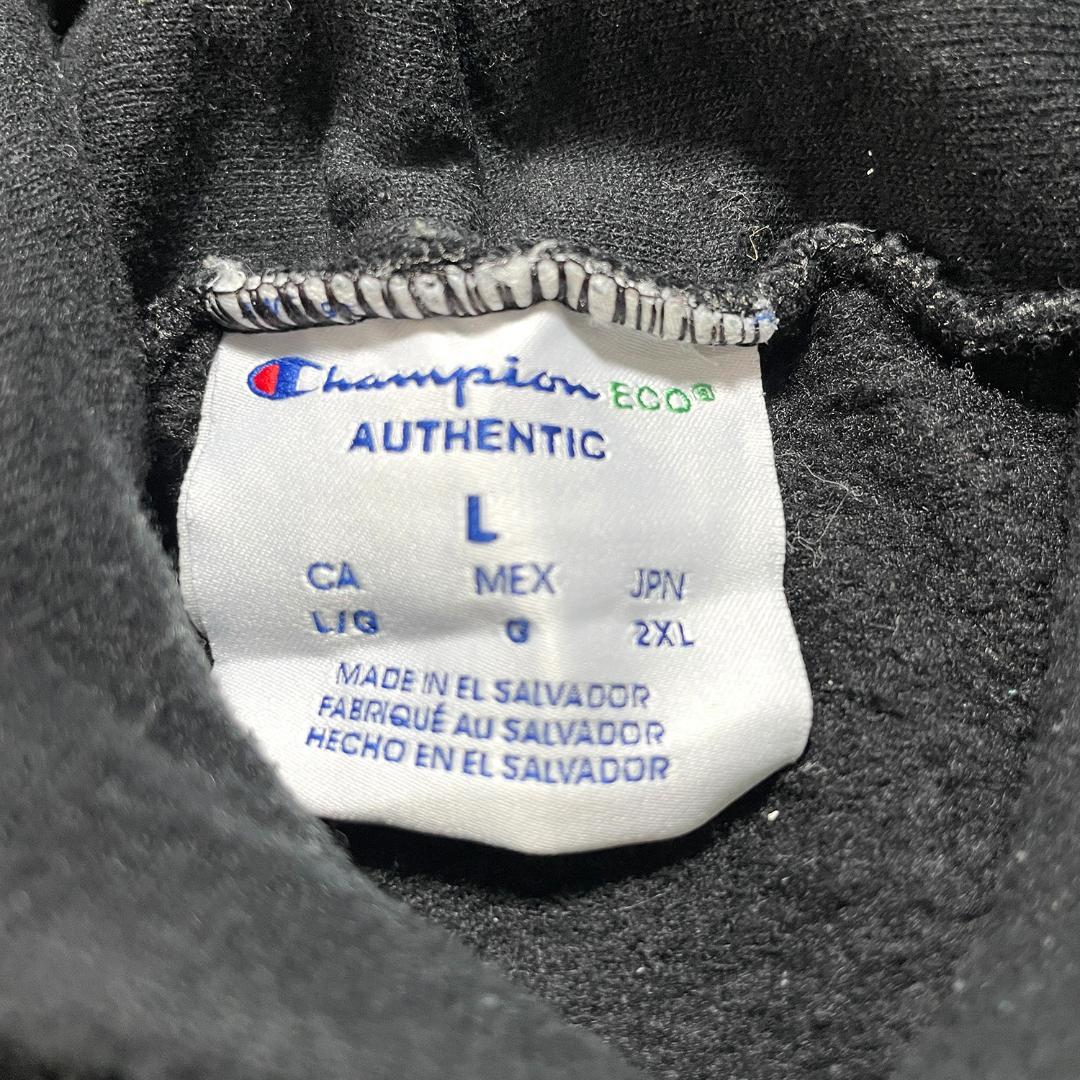 Champion ECO®
AUTHENTIC
L
CA MEX JPN
L/G G 2XL
MADE IN EL SALVADOR
FABRIQUÉ AU SALVADOR
HECHO EN EL SALVADOR